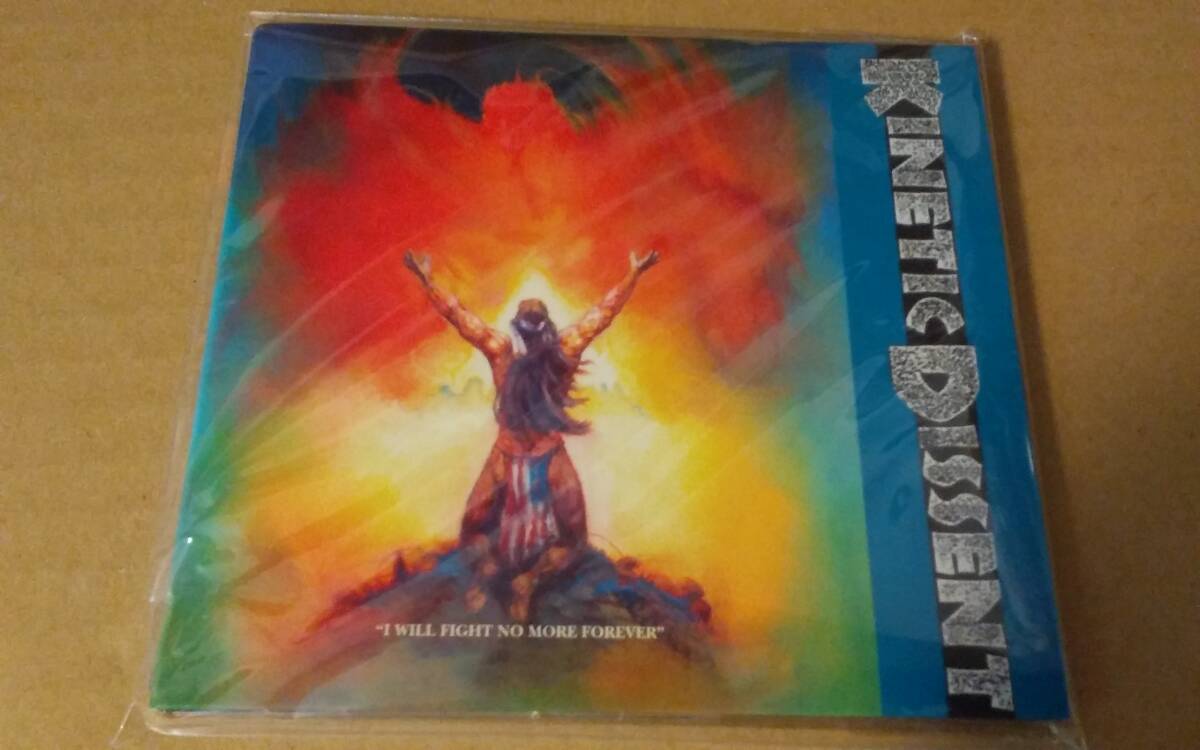 KINETIC DISSENT
“I WILL FIGHT NO MORE FOREVER”